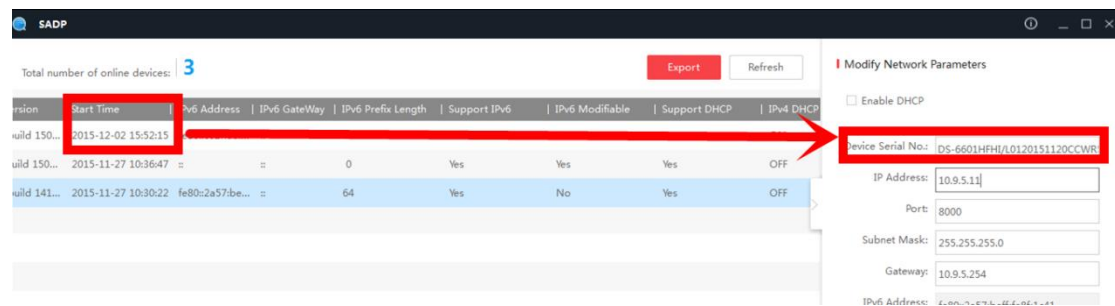 SADP
Total number of online devices: 3
Export
Refresh
ersion | Start Time | Pv6 Address | IPv6 GateWay | IPv6 Prefix Length | Support IPv6 | IPv6 Modifiable | Support DHCP | IPv4 DHCP
uild 150... 2015-12-02 15:52:15
uild 150... 2015-11-27 10:36:47 :: :: 0 Yes Yes Yes OFF
uild 141... 2015-11-27 10:30:22 fe80::2a57:be... :: 64 Yes No Yes OFF
Modify Network Parameters
Enable DHCP
Device Serial No.: DS-6601HFHI/L0120151120CCWR
IP Address: 10.9.5.11
Port: 8000
Subnet Mask: 255.255.255.0
Gateway: 10.9.5.254
IPv6 Address: